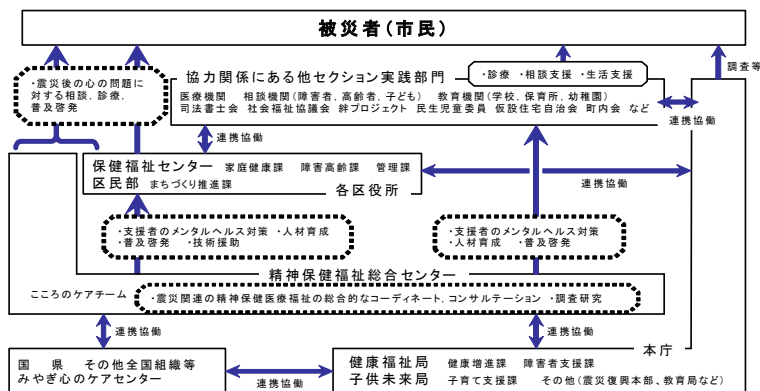 被災者(市民)
調査等
・震災後の心の問題に
対する相談、診療、
普及啓発
協力関係にある他セクション実践部門
・診療 ・相談支援 ・生活支援
医療機関 相談機関(障害者、高齢者、子ども) 教育機関(学校、保育所、幼稚園)
司法書士会 社会福祉協議会 絆プロジェクト 民生児童委員 仮設住宅自治会 町内会 など
連携協働
連携協働
保健福祉センター 家庭健康課 障害高齢課 管理課
区民部 まちづくり推進課
各区役所
連携協働
・支援者のメンタルヘルス対策 ・人材育成
・普及啓発 ・技術援助
・支援者のメンタルヘルス対策
・人材育成 ・普及啓発
精神保健福祉総合センター
こころのケアチーム
・震災関連の精神保健医療福祉の総合的なコーディネート、コンサルテーション ・調査研究
連携協働
連携協働
本庁
国 県 その他全国組織等
みやぎ心のケアセンター
連携協働
健康福祉局 健康増進課 障害者支援課
子供未来局 子育て支援課 その他(震災復興本部、教育局など)